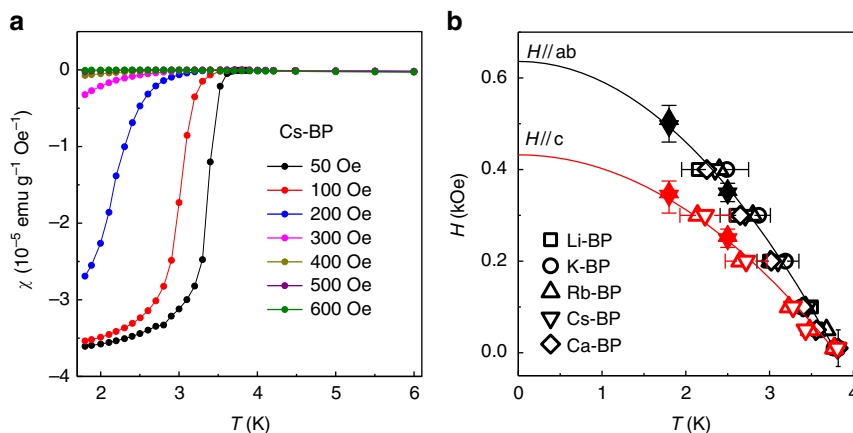 a
χ (10⁻⁵ emu g⁻¹ Oe⁻¹)
0
−1
−2
−3
−4
2
3
4
5
6
T (K)
Cs-BP
50 Oe
100 Oe
200 Oe
300 Oe
400 Oe
500 Oe
600 Oe
b
H (kOe)
0.6
0.4
0.2
0.0
0
1
2
3
4
T (K)
H//ab
H//c
Li-BP
K-BP
Rb-BP
Cs-BP
Ca-BP